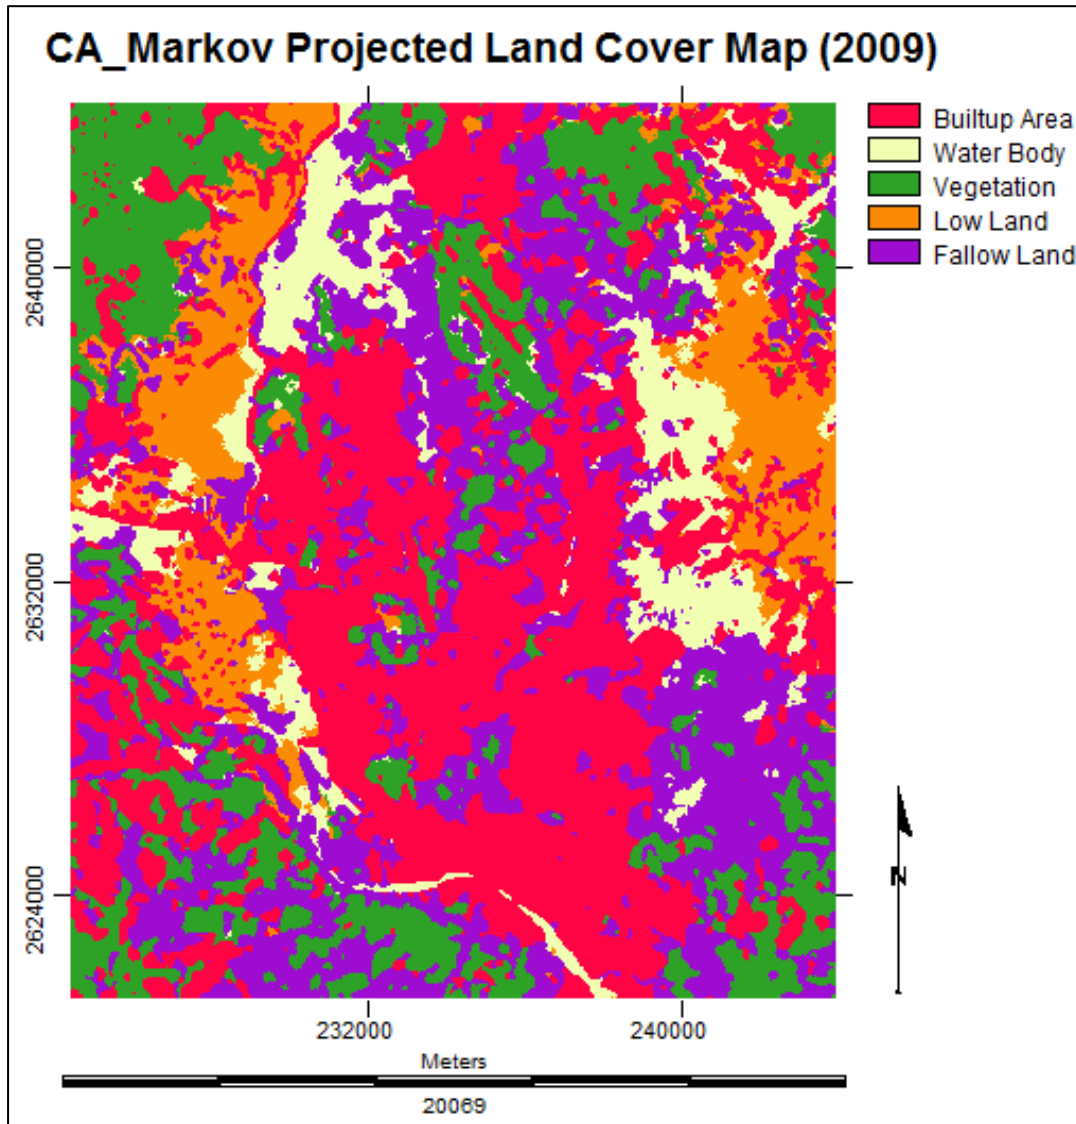 CA_Markov Projected Land Cover Map (2009)
Builtup Area
Water Body
Vegetation
Low Land
Fallow Land
2640000
2632000
2624000
N
232000
240000
Meters
20069